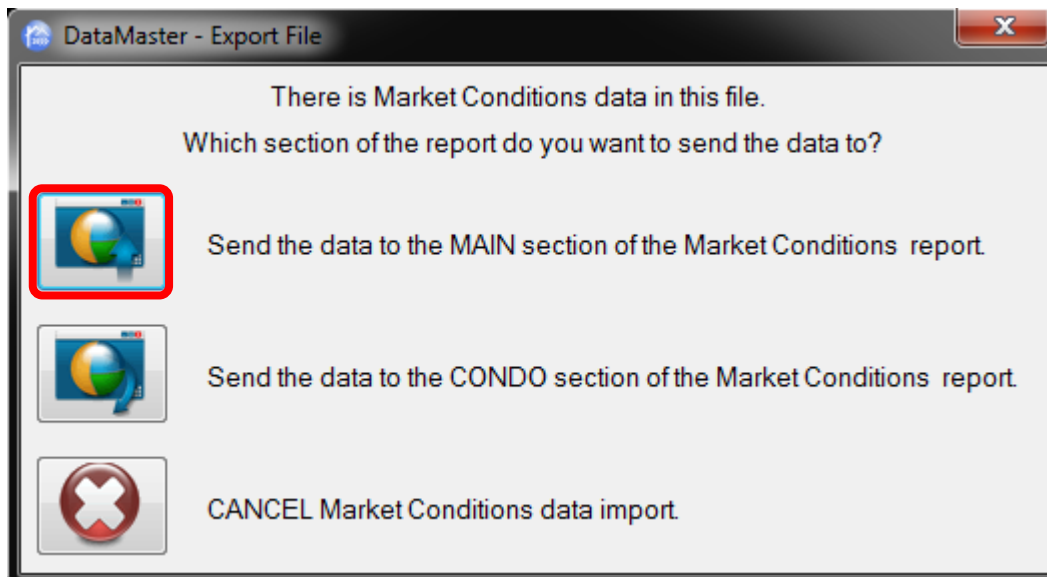 DataMaster - Export File
There is Market Conditions data in this file.
Which section of the report do you want to send the data to?
Send the data to the MAIN section of the Market Conditions report.
Send the data to the CONDO section of the Market Conditions report.
CANCEL Market Conditions data import.